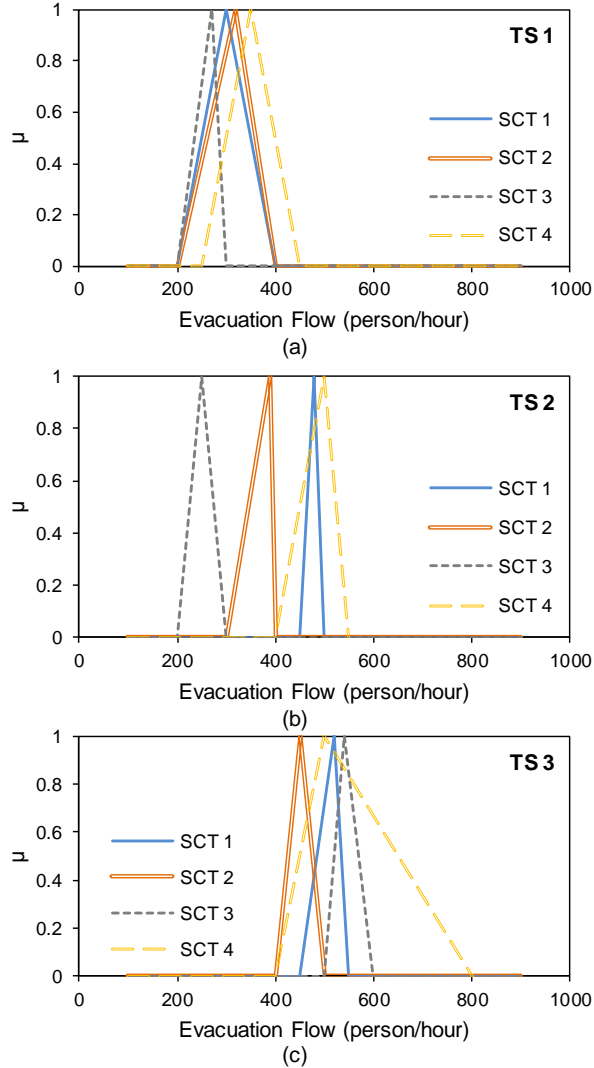 TS 1
1
0.8
0.6
0.4
0.2
0
μ
SCT 1
SCT 2
SCT 3
SCT 4
0 200 400 600 800 1000
Evacuation Flow (person/hour)
(a)
TS 2
1
0.8
0.6
0.4
0.2
0
μ
SCT 1
SCT 2
SCT 3
SCT 4
0 200 400 600 800 1000
Evacuation Flow (person/hour)
(b)
TS 3
1
0.8
0.6
0.4
0.2
0
μ
SCT 1
SCT 2
SCT 3
SCT 4
0 200 400 600 800 1000
Evacuation Flow (person/hour)
(c)